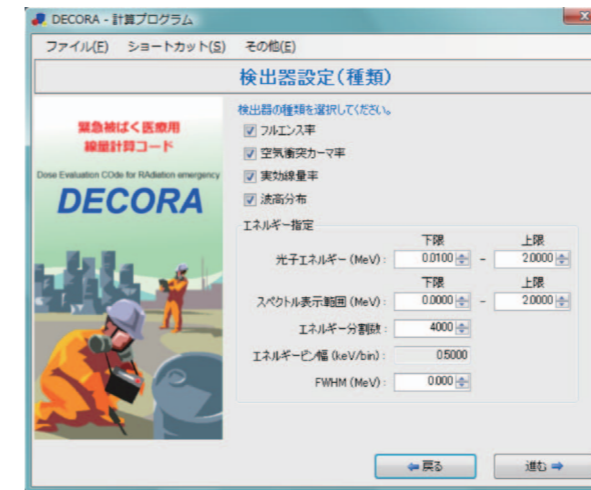 DECORA - 計算プログラム
ファイル(F) ショートカット(S) その他(E)
検出器設定(種類)
緊急被ばく医療用
線量計算コード
Dose Evaluation COde for RAdiation emergency
DECORA
検出器の種類を選択してください。
フルエンス率
空気衝突カーマ率
実効線量率
波高分布
エネルギー指定
下限 上限
光子エネルギー (MeV) : 0.0100 - 2.0000
下限 上限
スペクトル表示範囲 (MeV) : 0.0000 - 2.0000
エネルギー分割数 : 4000
エネルギービン幅 (keV/bin) : 0.5000
FWHM (MeV) : 0.000
戻る 進む